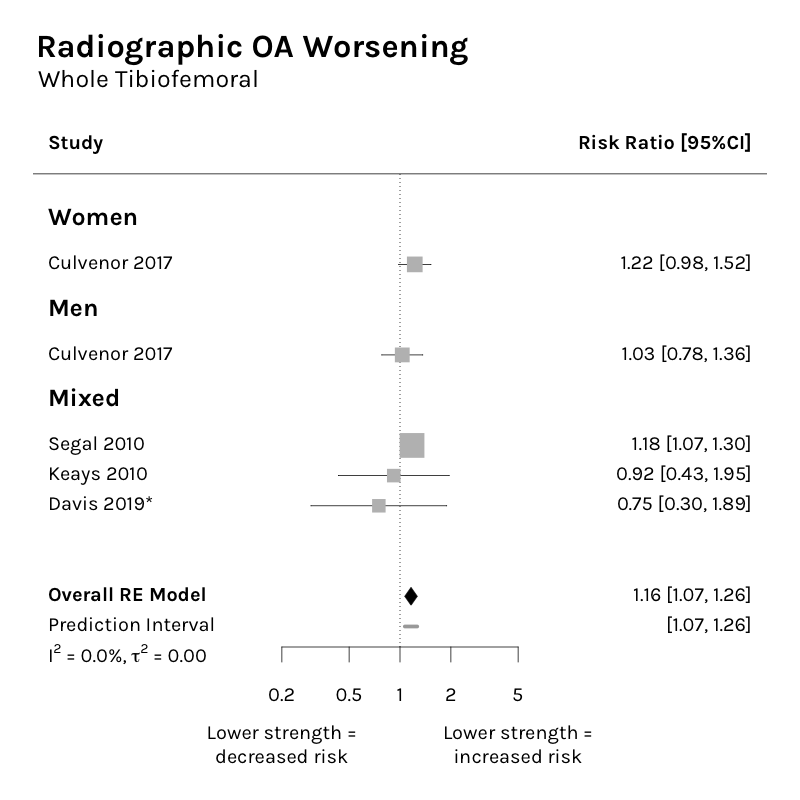 Radiographic OA Worsening
Whole Tibiofemoral
Study Risk Ratio [95%CI]
Women
Culvenor 2017 1.22 [0.98, 1.52]
Men
Culvenor 2017 1.03 [0.78, 1.36]
Mixed
Segal 2010 1.18 [1.07, 1.30]
Keays 2010 0.92 [0.43, 1.95]
Davis 2019* 0.75 [0.30, 1.89]
Overall RE Model 1.16 [1.07, 1.26]
Prediction Interval [1.07, 1.26]
I² = 0.0%, τ² = 0.00
0.2 0.5 1 2 5
Lower strength = Lower strength =
decreased risk increased risk